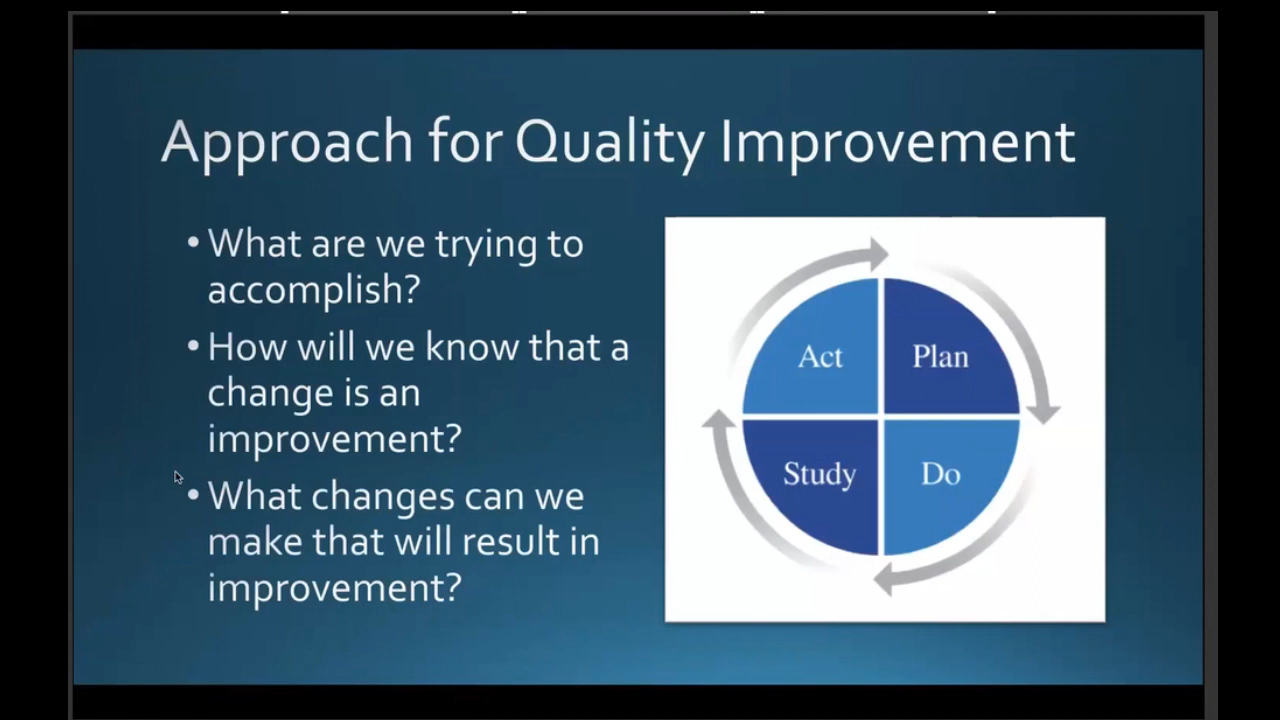 Approach for Quality Improvement
• What are we trying to
accomplish?
• How will we know that a
change is an
improvement?
• What changes can we
make that will result in
improvement?
Act
Plan
Study
Do